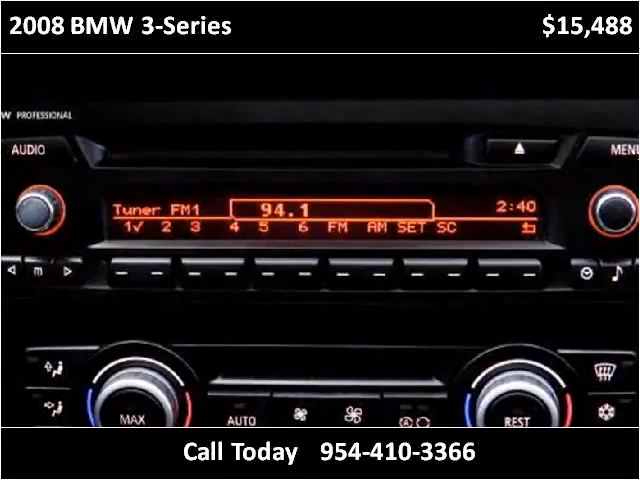 2008 BMW 3-Series $15,488
W PROFESSIONAL
AUDIO MENU
Tuner FM1 94.1 2:40
1✓ 2 3 4 5 6 FM AM SET SC
m
MAX AUTO REST
A
Call Today 954-410-3366